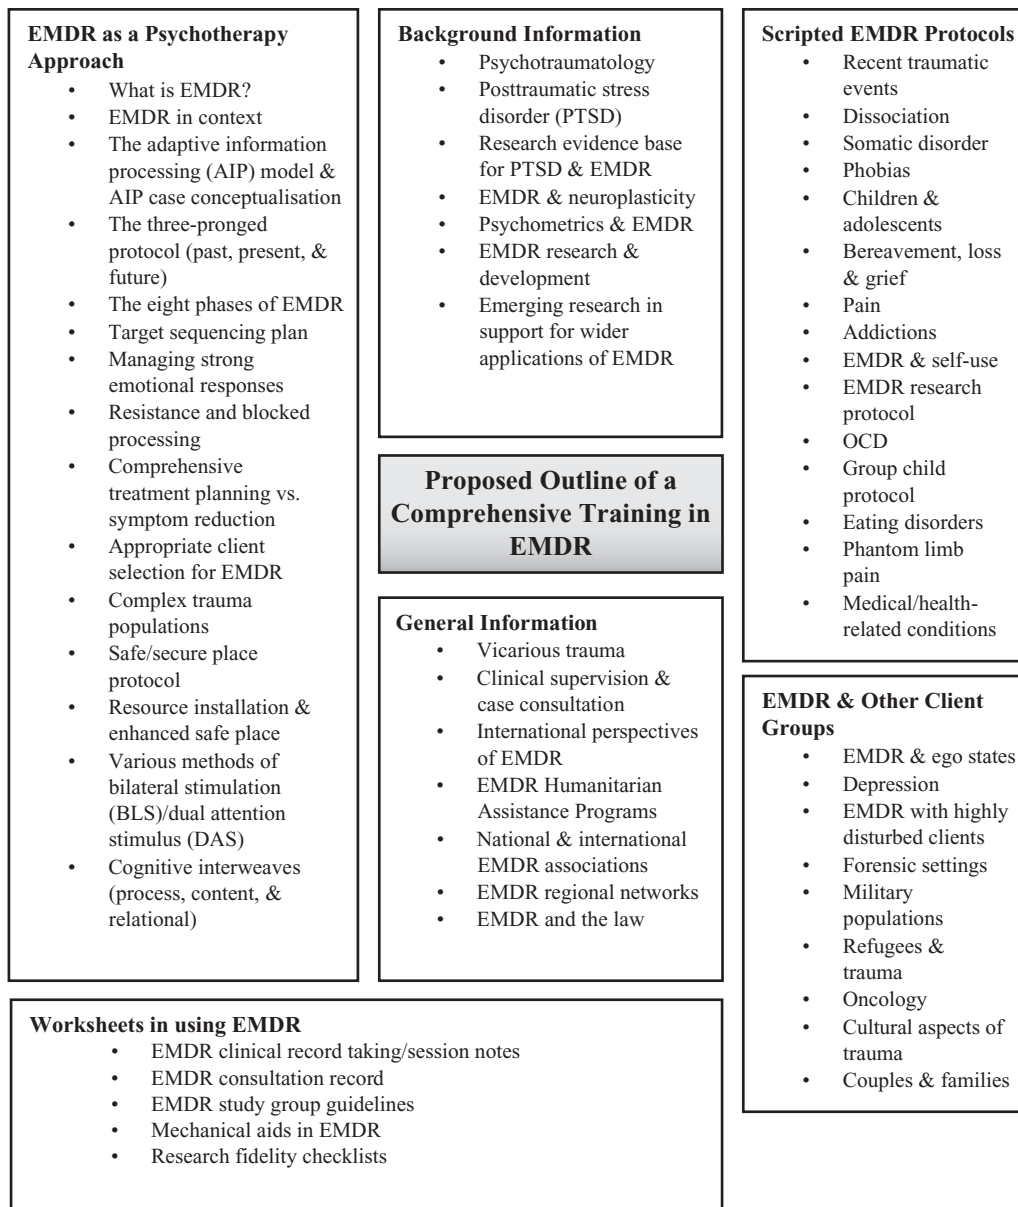 EMDR as a Psychotherapy
Approach
• What is EMDR?
• EMDR in context
• The adaptive information
processing (AIP) model &
AIP case conceptualisation
• The three-pronged
protocol (past, present, &
future)
• The eight phases of EMDR
• Target sequencing plan
• Managing strong
emotional responses
• Resistance and blocked
processing
• Comprehensive
treatment planning vs.
symptom reduction
• Appropriate client
selection for EMDR
• Complex trauma
populations
• Safe/secure place
protocol
• Resource installation &
enhanced safe place
• Various methods of
bilateral stimulation
(BLS)/dual attention
stimulus (DAS)
• Cognitive interweaves
(process, content, &
relational)
Background Information
• Psychotraumatology
• Posttraumatic stress
disorder (PTSD)
• Research evidence base
for PTSD & EMDR
• EMDR & neuroplasticity
• Psychometrics & EMDR
• EMDR research &
development
• Emerging research in
support for wider
applications of EMDR
Proposed Outline of a
Comprehensive Training in
EMDR
General Information
• Vicarious trauma
• Clinical supervision &
case consultation
• International perspectives
of EMDR
• EMDR Humanitarian
Assistance Programs
• National & international
EMDR associations
• EMDR regional networks
• EMDR and the law
Scripted EMDR Protocols
• Recent traumatic
events
• Dissociation
• Somatic disorder
• Phobias
• Children &
adolescents
• Bereavement, loss
& grief
• Pain
• Addictions
• EMDR & self-use
• EMDR research
protocol
• OCD
• Group child
protocol
• Eating disorders
• Phantom limb
pain
• Medical/health-
related conditions
EMDR & Other Client
Groups
• EMDR & ego states
• Depression
• EMDR with highly
disturbed clients
• Forensic settings
• Military
populations
• Refugees &
trauma
• Oncology
• Cultural aspects of
trauma
• Couples & families
Worksheets in using EMDR
• EMDR clinical record taking/session notes
• EMDR consultation record
• EMDR study group guidelines
• Mechanical aids in EMDR
• Research fidelity checklists